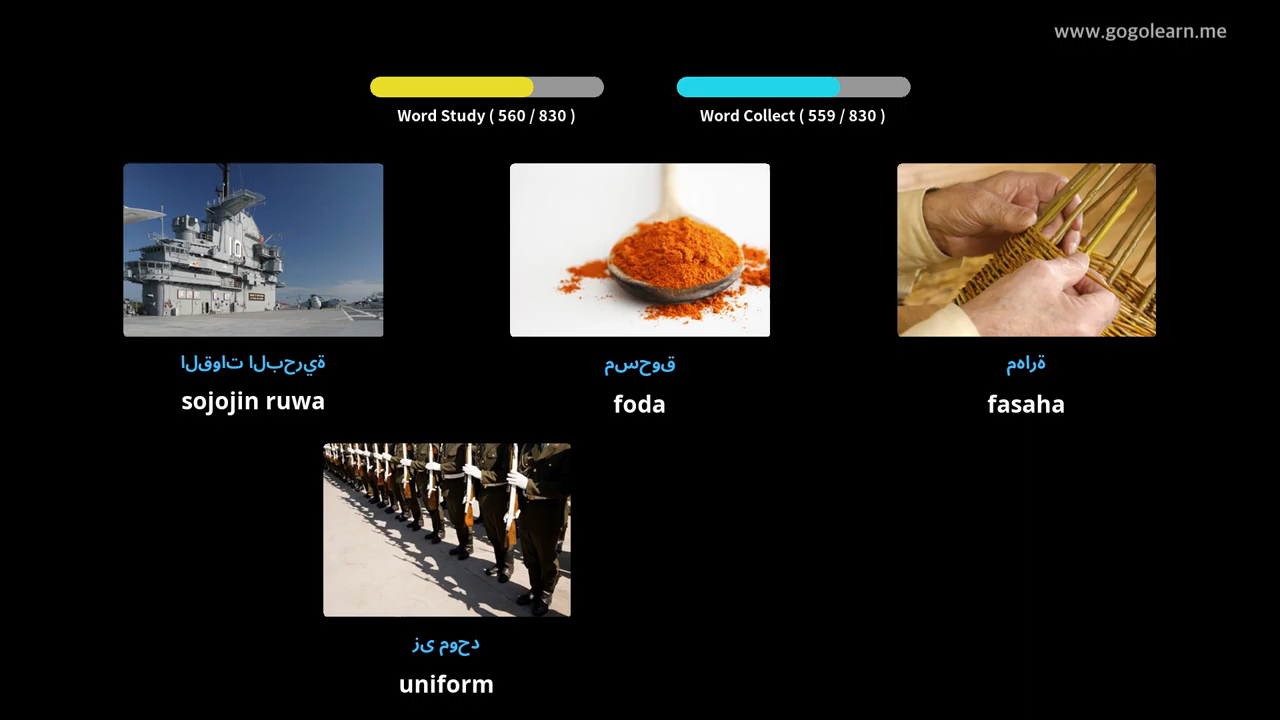 www.gogolearn.me
Word Study ( 560 / 830 )
Word Collect ( 559 / 830 )
القوات البحرية
مسحوق
مهارة
sojojin ruwa
foda
fasaha
زى موحد
uniform